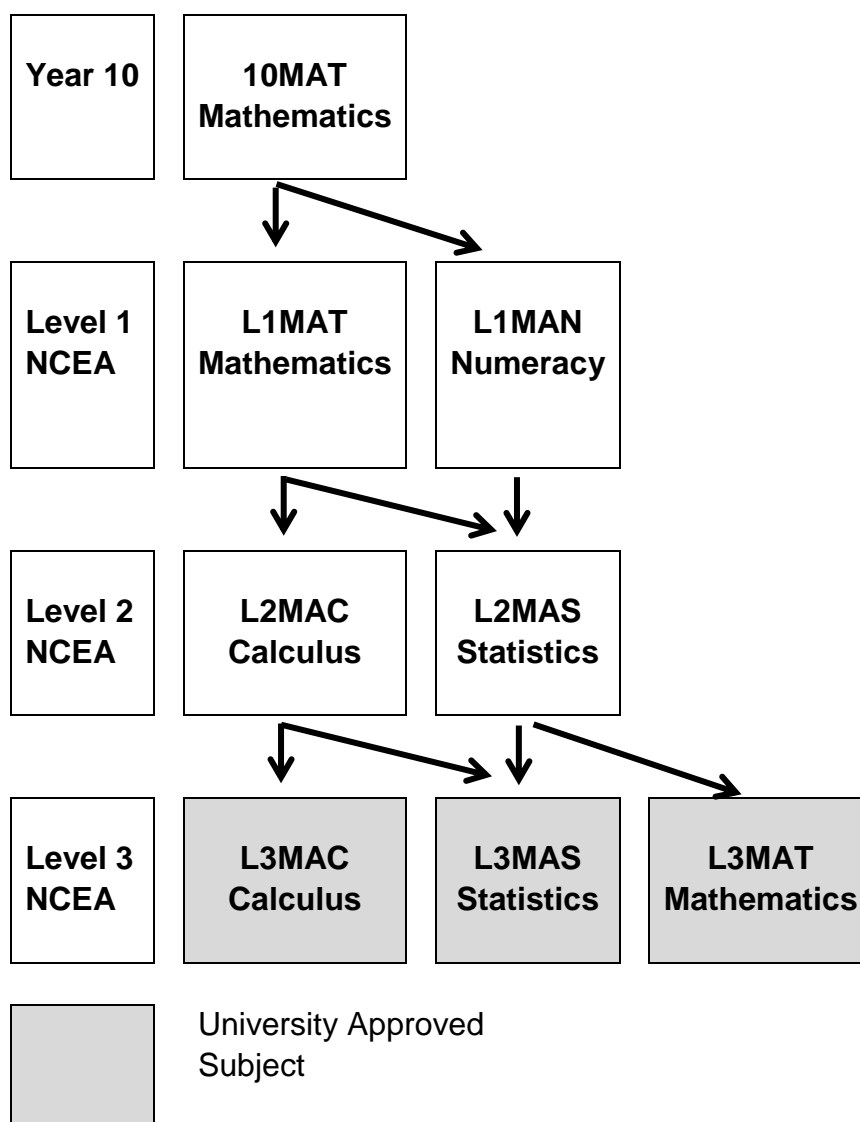 Year 10
10MAT
Mathematics
Level 1
NCEA
L1MAT
Mathematics
L1MAN
Numeracy
Level 2
NCEA
L2MAC
Calculus
L2MAS
Statistics
Level 3
NCEA
L3MAC
Calculus
L3MAS
Statistics
L3MAT
Mathematics
University Approved
Subject